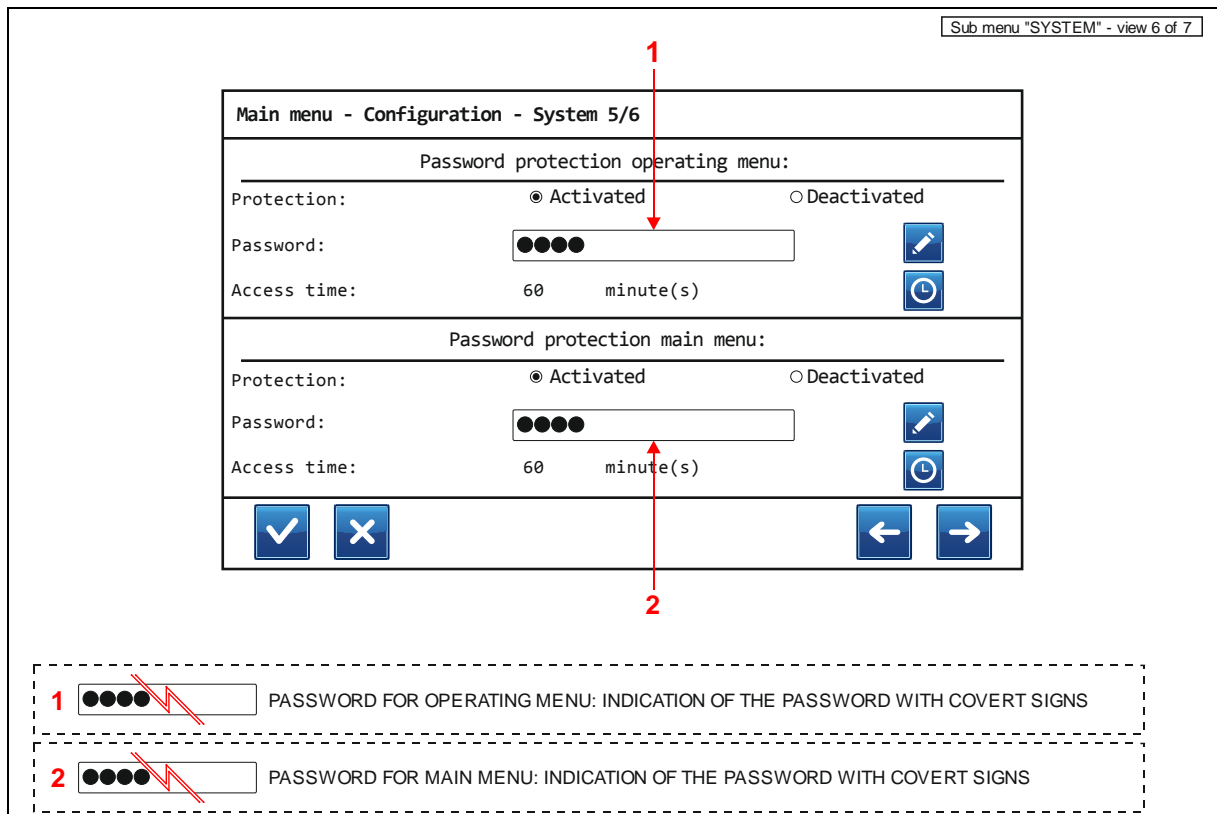 Sub menu "SYSTEM" - view 6 of 7
1
Main menu - Configuration - System 5/6
Password protection operating menu:
Protection: Activated Deactivated
Password:
Access time: 60 minute(s)
Password protection main menu:
Protection: Activated Deactivated
Password:
Access time: 60 minute(s)
2
1 PASSWORD FOR OPERATING MENU: INDICATION OF THE PASSWORD WITH COVERT SIGNS
2 PASSWORD FOR MAIN MENU: INDICATION OF THE PASSWORD WITH COVERT SIGNS